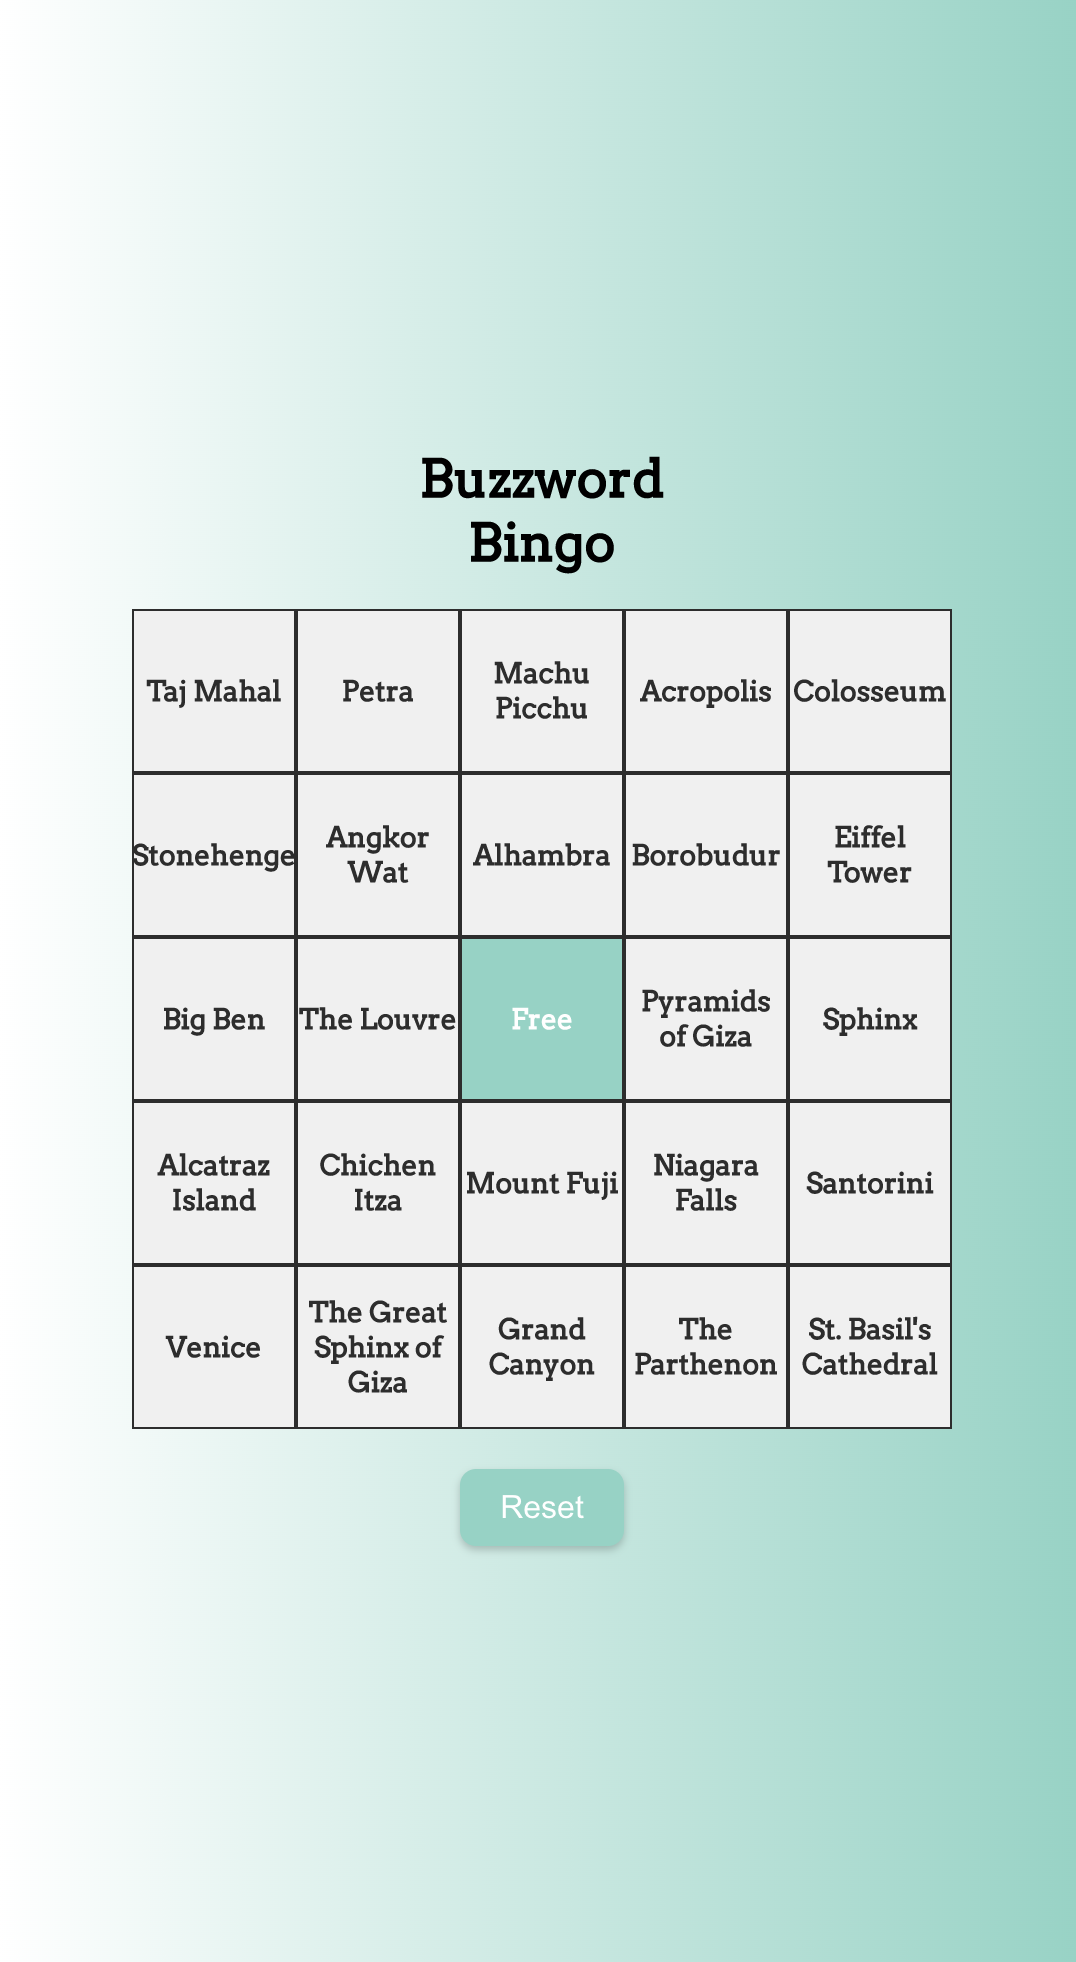 Buzzword
Bingo
Taj Mahal
Petra
Machu
Picchu
Acropolis
Colosseum
Stonehenge
Angkor
Wat
Alhambra
Borobudur
Eiffel
Tower
Big Ben
The Louvre
Free
Pyramids
of Giza
Sphinx
Alcatraz
Island
Chichen
Itza
Mount Fuji
Niagara
Falls
Santorini
Venice
The Great
Sphinx of
Giza
Grand
Canyon
The
Parthenon
St. Basil's
Cathedral
Reset